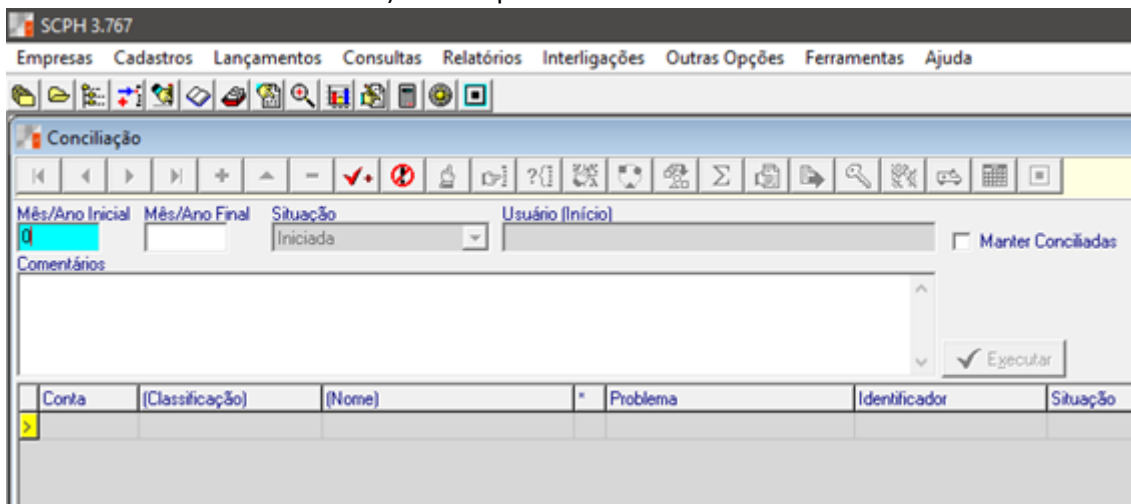 SCPH 3.767
Empresas Cadastros Lançamentos Consultas Relatórios Interligações Outras Opções Ferramentas Ajuda
Conciliação
Mês/Ano Inicial Mês/Ano Final Situação Usuário (Início)
0 Iniciada Manter Conciliadas
Comentários
Executar
Conta (Classificação) (Nome) * Problema Identificador Situação
>